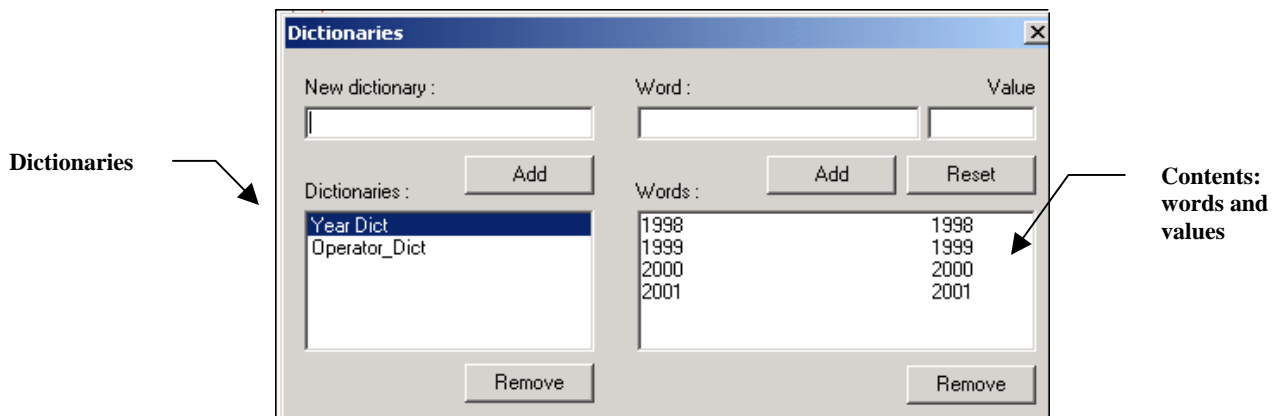 Dictionaries
New dictionary :
Word :
Value
Dictionaries
Add
Add
Reset
Dictionaries :
Words :
Contents:
words and
values
Year Dict
Operator_Dict
1998 1998
1999 1999
2000 2000
2001 2001
Remove
Remove